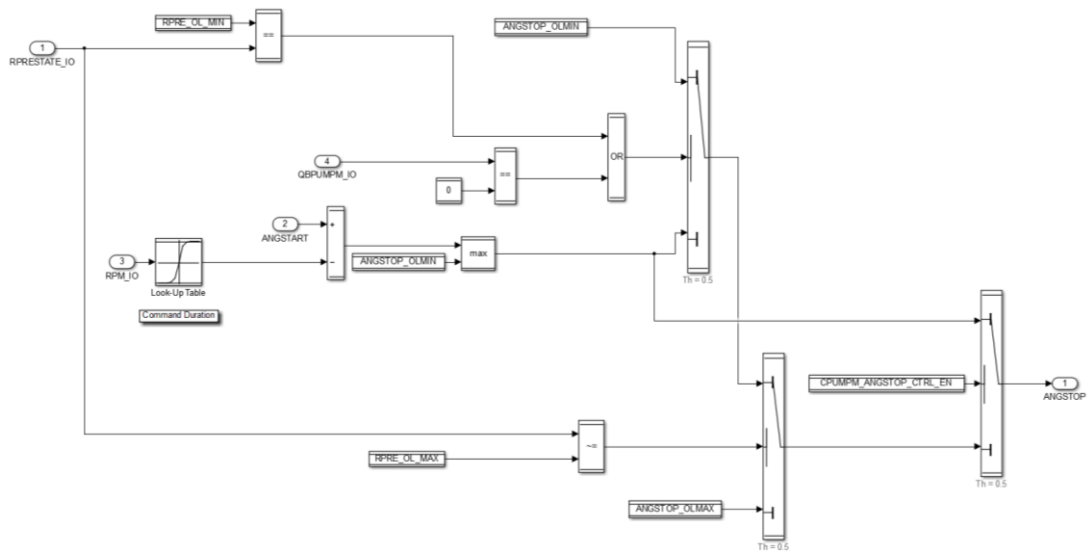 RPRE_OL_MIN
==
ANGSTOP_OLMIN
1
RPRESTATE_IO
OR
4
QBPUMPM_IO
==
0
2
ANGSTART
+
-
max
ANGSTOP_OLMIN
3
RPM_IO
Look-Up Table
Command Duration
Th = 0.5
CPUMPM_ANGSTOP_CTRL_EN
1
ANGSTOP
~=
RPRE_OL_MAX
Th = 0.5
ANGSTOP_OLMAX
Th = 0.5